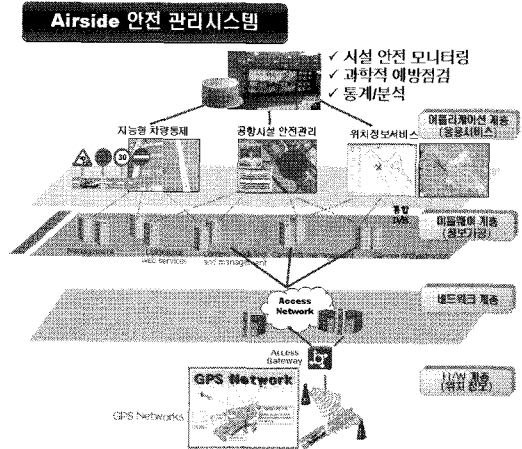 Airside 안전 관리시스템
✓ 시설 안전 모니터링
✓ 과학적 예방점검
✓ 통계/분석
지능형 차량통제
공항시설 안전관리
위치정보서비스
어플리케이션 계층
(응용서비스)
30
통합
미들웨어 계층
(정보가공)
web services
management
네트워크 계층
Access
Network
Access
Gateway
H/W 계층
(위치 정보)
GPS Network
GPS Networks